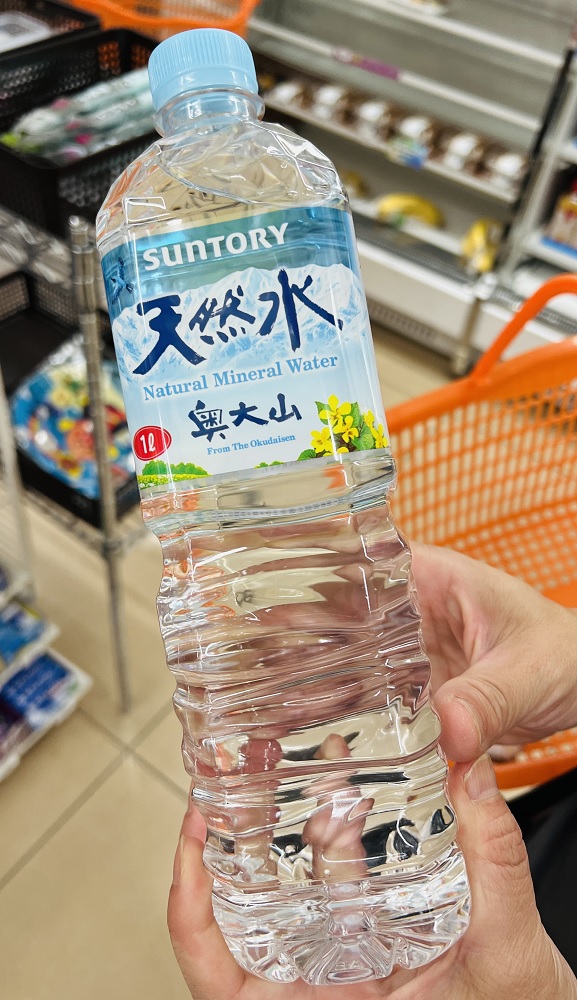 SUNTORY
天然水
Natural Mineral Water
奥大山
1ℓ
From The Okudaisen